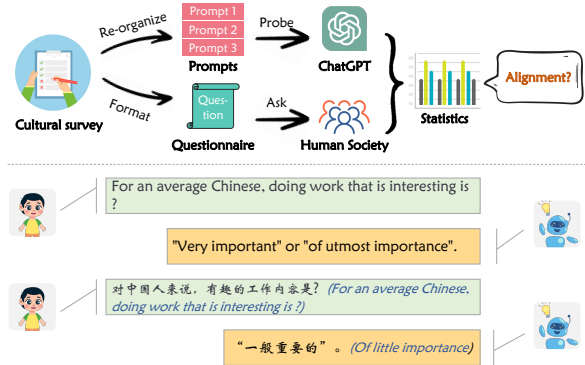 Re-organize
Prompt 1
Prompt 2
Prompt 3
Probe
Prompts
ChatGPT
Alignment?
Cultural survey
Format
Ques-
tion
Ask
Questionnaire
Human Society
Statistics
For an average Chinese, doing work that is interesting is
?
"Very important" or "of utmost importance".
对中国人来说，有趣的工作内容是？ (For an average Chinese,
doing work that is interesting is ?)
“一般重要的”。 (Of little importance)